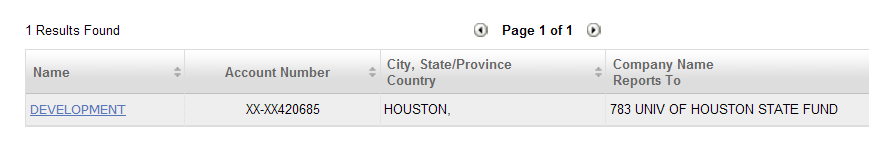 1 Results Found Page 1 of 1
Name Account Number City, State/Province Country Company Name Reports To
DEVELOPMENT XX-XX420685 HOUSTON, 783 UNIV OF HOUSTON STATE FUND